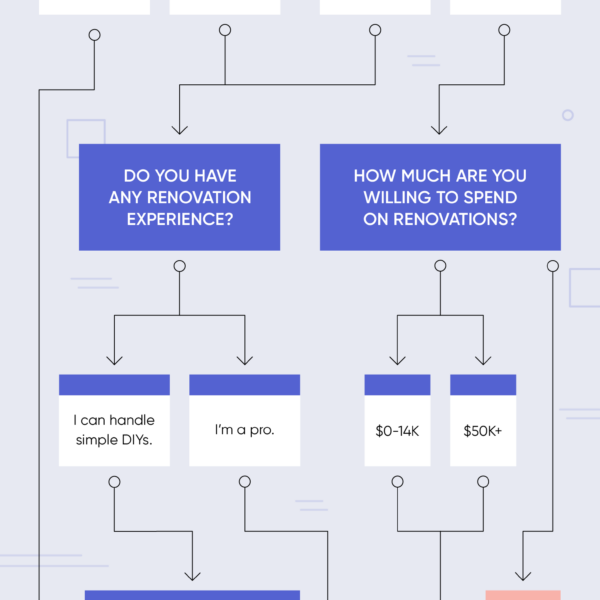 DO YOU HAVE
ANY RENOVATION
EXPERIENCE?
HOW MUCH ARE YOU
WILLING TO SPEND
ON RENOVATIONS?
I can handle
simple DIYs.
I'm a pro.
$0-14K
$50K+